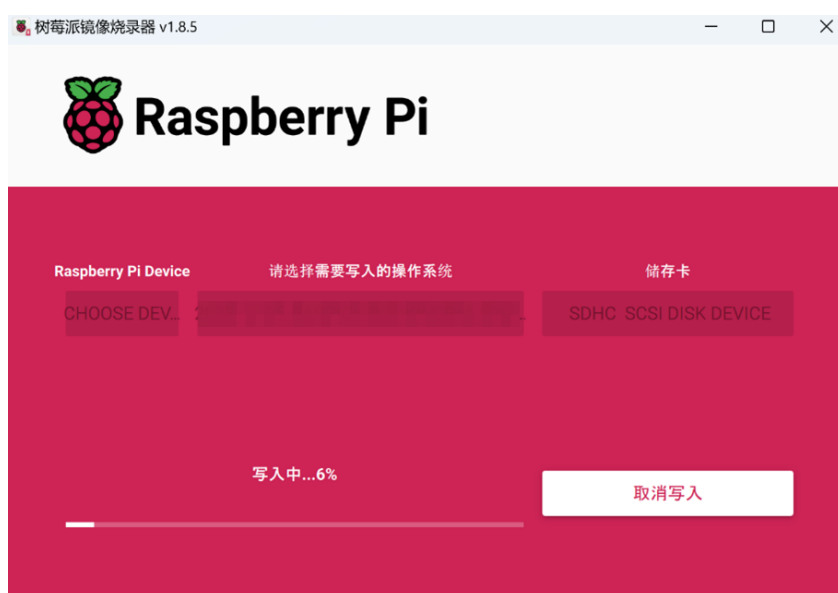 树莓派镜像烧录器 v1.8.5
Raspberry Pi
Raspberry Pi Device
请选择需要写入的操作系统
储存卡
CHOOSE DEV...
SDHC SCSI DISK DEVICE
写入中...6%
取消写入